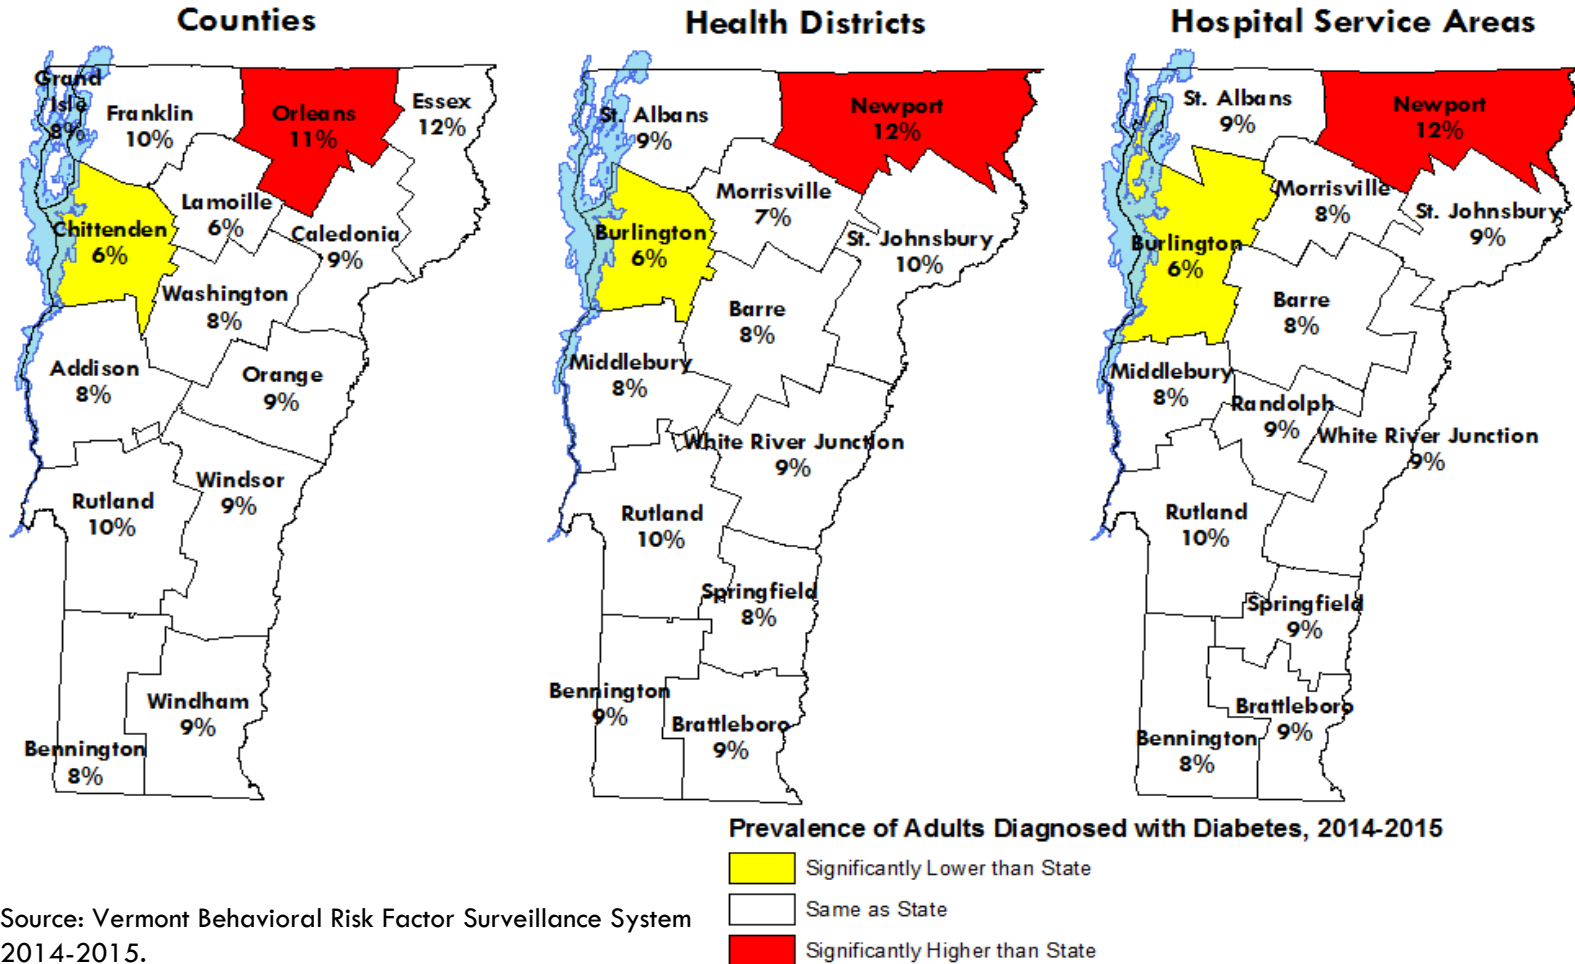 Counties
Grand
Isle
8%
Franklin
10%
Orleans
11%
Essex
12%
Lamoille
6%
Chittenden
6%
Caledonia
9%
Washington
8%
Addison
8%
Orange
9%
Windsor
9%
Rutland
10%
Windham
9%
Bennington
8%
Health Districts
St. Albans
9%
Newport
12%
Morrisville
7%
Burlington
6%
St. Johnsbury
10%
Barre
8%
Middlebury
8%
White River Junction
9%
Rutland
10%
Springfield
8%
Bennington
9%
Brattleboro
9%
Hospital Service Areas
St. Albans
9%
Newport
12%
Morrisville
8%
St. Johnsbury
9%
Burlington
6%
Barre
8%
Middlebury
8%
Randolph
9%
White River Junction
9%
Rutland
10%
Springfield
9%
Brattleboro
9%
Bennington
8%
Prevalence of Adults Diagnosed with Diabetes, 2014-2015
Significantly Lower than State
Same as State
Significantly Higher than State
Source: Vermont Behavioral Risk Factor Surveillance System
2014-2015.